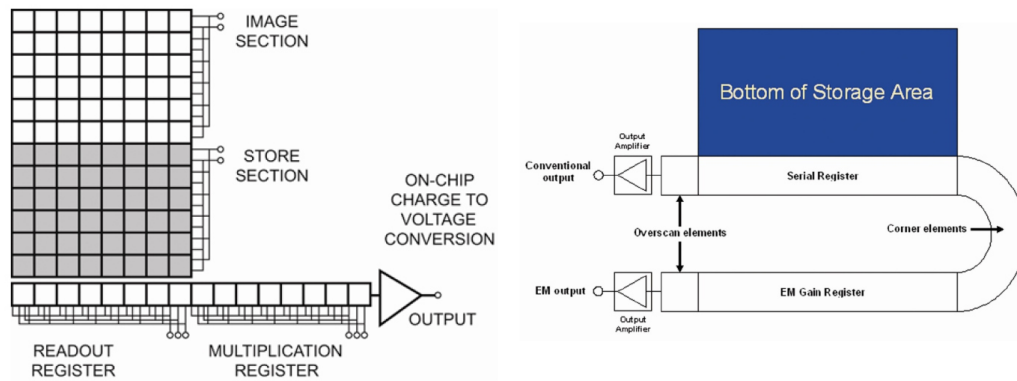 IMAGE
SECTION
STORE
SECTION
ON-CHIP
CHARGE TO
VOLTAGE
CONVERSION
OUTPUT
READOUT
REGISTER
MULTIPLICATION
REGISTER
Bottom of Storage Area
Output
Amplifier
Conventional
output
Serial Register
Overscan elements
Corner elements
EM output
EM Gain Register
Output
Amplifier